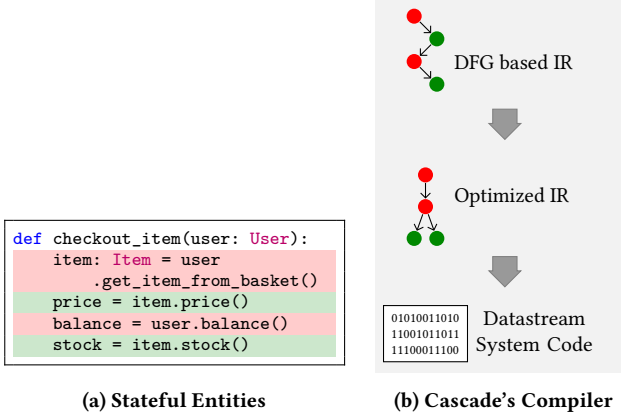 def checkout_item(user: User):
    item: Item = user
        .get_item_from_basket()
    price = item.price()
    balance = user.balance()
    stock = item.stock()
(a) Stateful Entities
DFG based IR
Optimized IR
01010011010
11001011011
11100011100
Datastream
System Code
(b) Cascade's Compiler